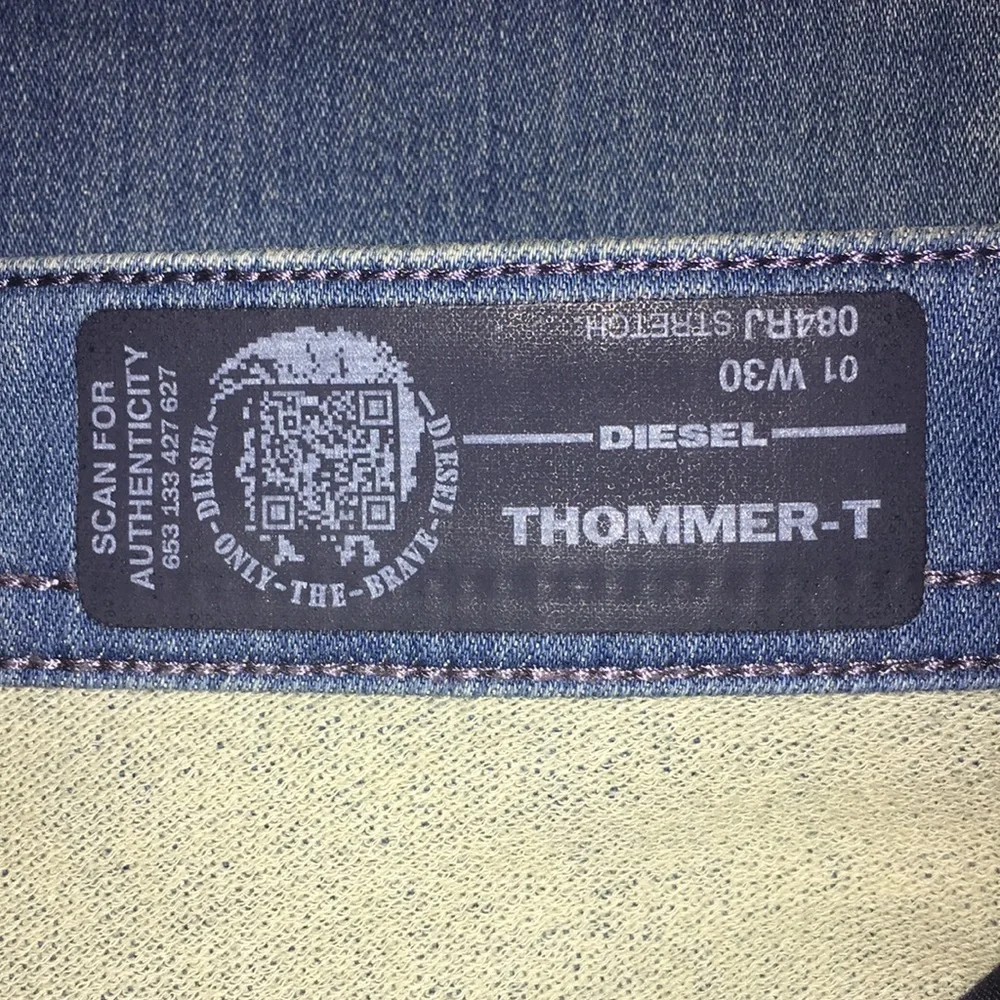 SCAN FOR
AUTHENTICITY
653 133 427 627
DIESEL-ONLY-THE-BRAVE-DIESEL
084RJ STRETCH
01 W30
DIESEL
THOMMER-T